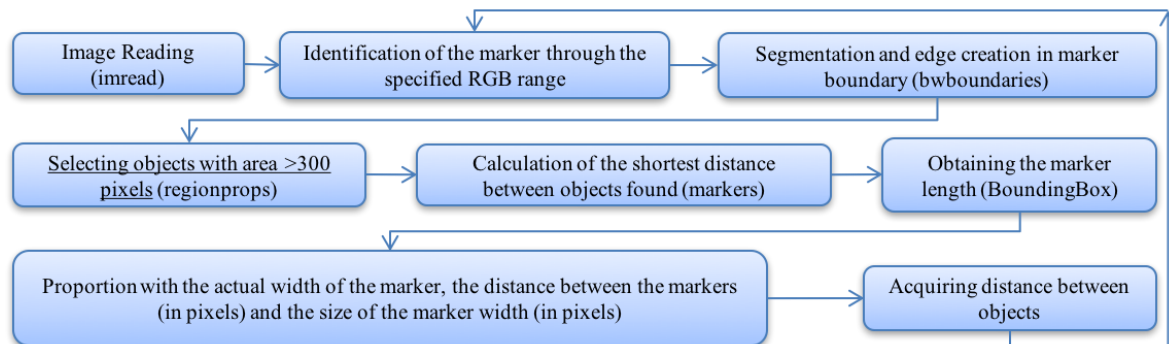 Image Reading
(imread)
Identification of the marker through the
specified RGB range
Segmentation and edge creation in marker
boundary (bwboundaries)
Selecting objects with area >300
pixels (regionprops)
Calculation of the shortest distance
between objects found (markers)
Obtaining the marker
length (BoundingBox)
Proportion with the actual width of the marker, the distance between the markers
(in pixels) and the size of the marker width (in pixels)
Acquiring distance between
objects